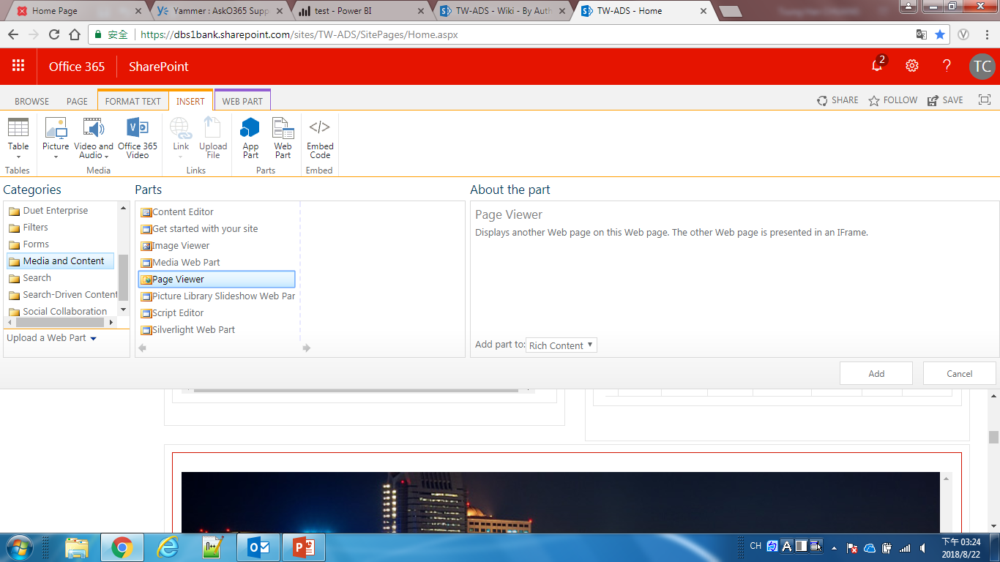 Home Page
Yammer : AskO365 Supp
test - Power BI
TW-ADS - Wiki - By Auth
TW-ADS - Home
安全 https://dbs1bank.sharepoint.com/sites/TW-ADS/SitePages/Home.aspx
Office 365 SharePoint 2 ? TC
BROWSE PAGE FORMAT TEXT INSERT WEB PART SHARE FOLLOW SAVE
Table Picture Video and Audio Office 365 Video Link Upload File App Part Web Part Embed Code
Tables Media Links Parts Embed
Categories
Duet Enterprise
Filters
Forms
Media and Content
Search
Search-Driven Content
Social Collaboration
Upload a Web Part
Parts
Content Editor
Get started with your site
Image Viewer
Media Web Part
Page Viewer
Picture Library Slideshow Web Par
Script Editor
Silverlight Web Part
About the part
Page Viewer
Displays another Web page on this Web page. The other Web page is presented in an IFrame.
Add part to: Rich Content
Add Cancel
CH A 下午 03:24
2018/8/22